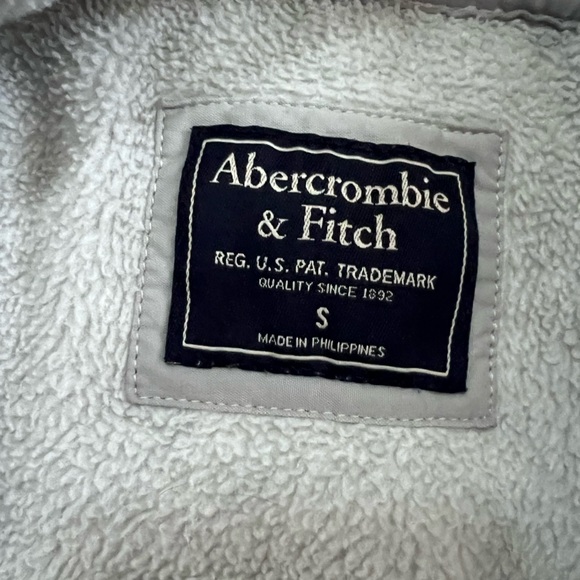 Abercrombie
& Fitch
REG. U.S. PAT. TRADEMARK
QUALITY SINCE 1892
S
MADE IN PHILIPPINES